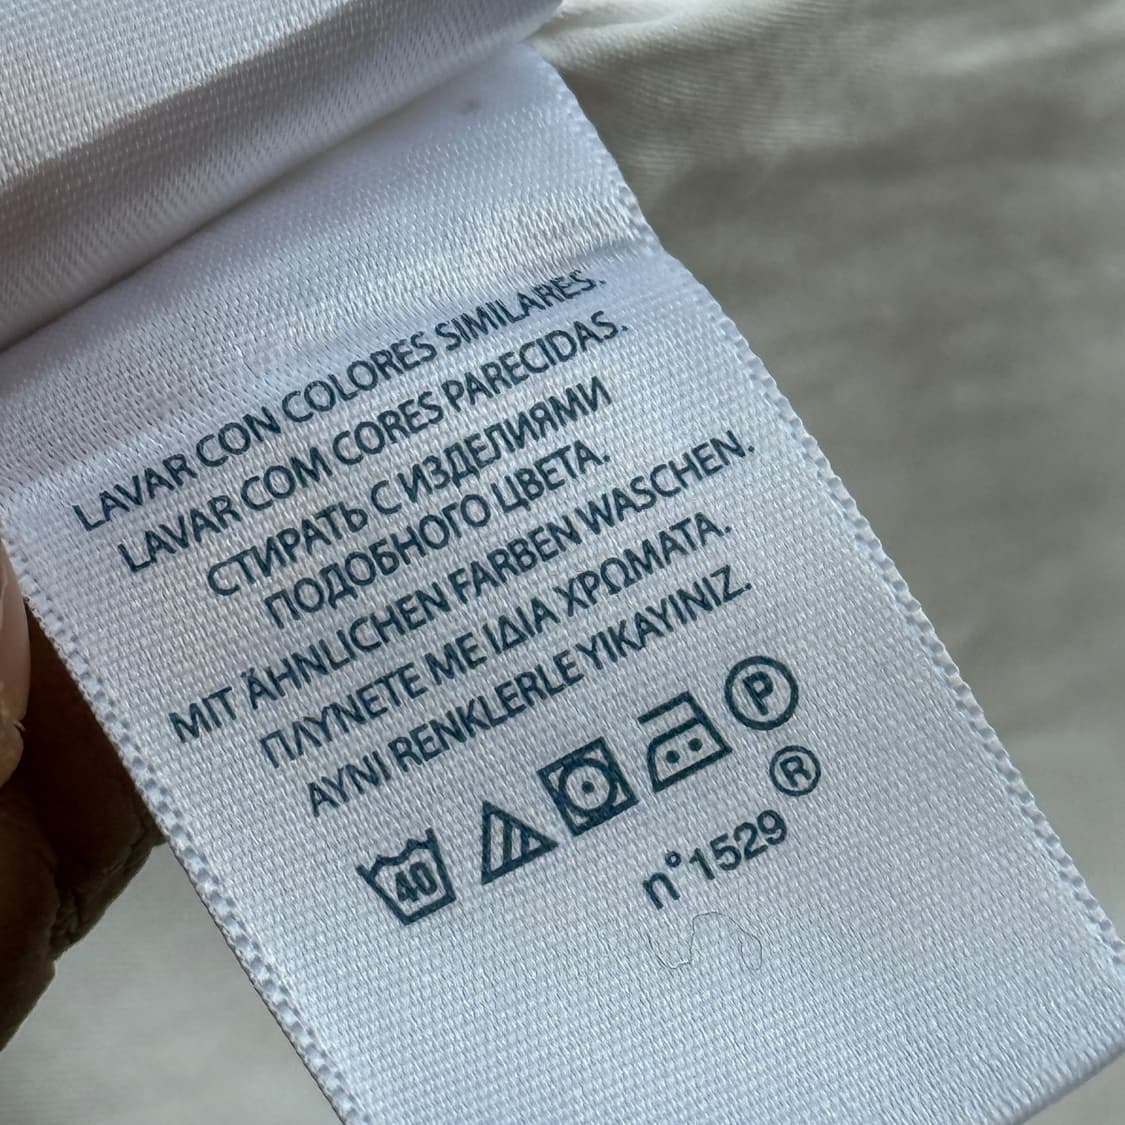 LAVAR CON COLORES SIMILARES.
LAVAR COM CORES PARECIDAS.
СТИРАТЬ С ИЗДЕЛИЯМИ
ПОДОБНОГО ЦВЕТА.
MIT ÄHNLICHEN FARBEN WASCHEN.
ΠΛΥΝΕΤΕ ΜΕ ΙΔΙΑ ΧΡΩΜΑΤΑ.
AYNI RENKLERLE YIKAYINIZ.
40 P
n°1529 ®